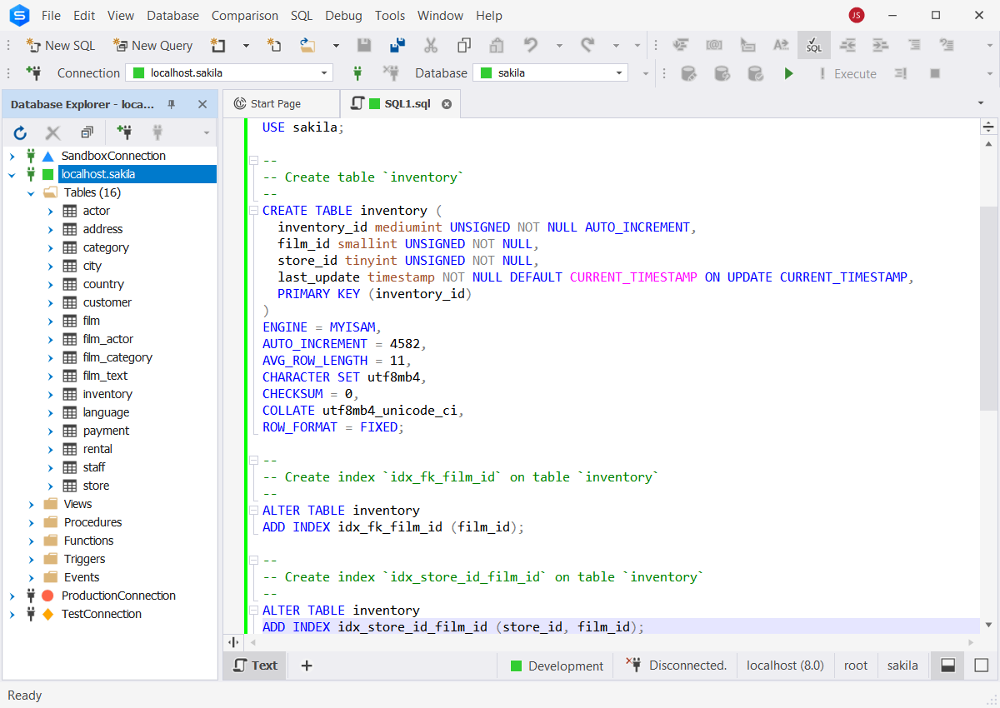 File Edit View Database Comparison SQL Debug Tools Window Help JS
New SQL New Query
Connection localhost.sakila Database sakila Execute
Database Explorer - loca...
SandboxConnection
localhost.sakila
Tables (16)
actor
address
category
city
country
customer
film
film_actor
film_category
film_text
inventory
language
payment
rental
staff
store
Views
Procedures
Functions
Triggers
Events
ProductionConnection
TestConnection
Start Page SQL1.sql
USE sakila;
--
-- Create table `inventory`
--
CREATE TABLE inventory (
inventory_id mediumint UNSIGNED NOT NULL AUTO_INCREMENT,
film_id smallint UNSIGNED NOT NULL,
store_id tinyint UNSIGNED NOT NULL,
last_update timestamp NOT NULL DEFAULT CURRENT_TIMESTAMP ON UPDATE CURRENT_TIMESTAMP,
PRIMARY KEY (inventory_id)
)
ENGINE = MYISAM,
AUTO_INCREMENT = 4582,
AVG_ROW_LENGTH = 11,
CHARACTER SET utf8mb4,
CHECKSUM = 0,
COLLATE utf8mb4_unicode_ci,
ROW_FORMAT = FIXED;
--
-- Create index `idx_fk_film_id` on table `inventory`
--
ALTER TABLE inventory
ADD INDEX idx_fk_film_id (film_id);
--
-- Create index `idx_store_id_film_id` on table `inventory`
--
ALTER TABLE inventory
ADD INDEX idx_store_id_film_id (store_id, film_id);
Text Development Disconnected. localhost (8.0) root sakila
Ready